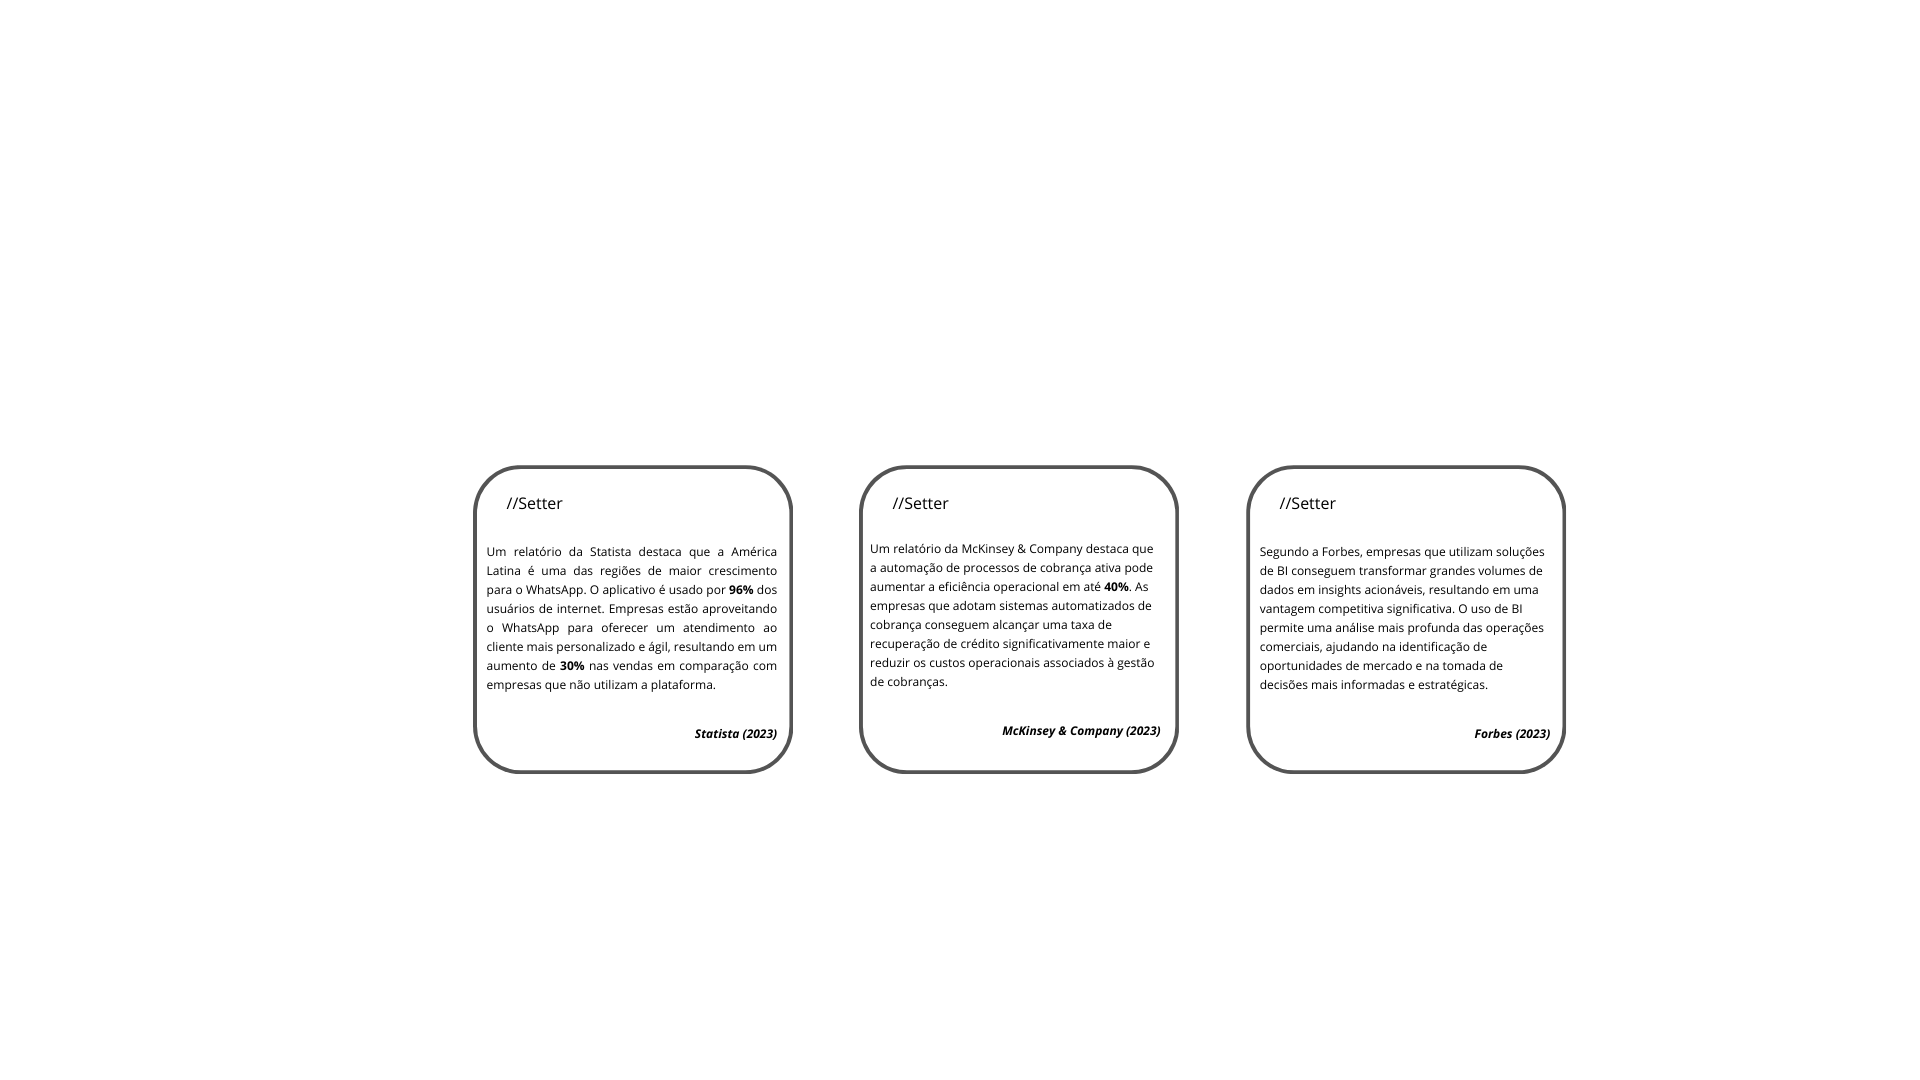 //Setter
Um relatório da Statista destaca que a América
Latina é uma das regiões de maior crescimento
para o WhatsApp. O aplicativo é usado por 96% dos
usuários de internet. Empresas estão aproveitando
o WhatsApp para oferecer um atendimento ao
cliente mais personalizado e ágil, resultando em um
aumento de 30% nas vendas em comparação com
empresas que não utilizam a plataforma.
Statista (2023)
//Setter
Um relatório da McKinsey & Company destaca que
a automação de processos de cobrança ativa pode
aumentar a eficiência operacional em até 40%. As
empresas que adotam sistemas automatizados de
cobrança conseguem alcançar uma taxa de
recuperação de crédito significativamente maior e
reduzir os custos operacionais associados à gestão
de cobranças.
McKinsey & Company (2023)
//Setter
Segundo a Forbes, empresas que utilizam soluções
de BI conseguem transformar grandes volumes de
dados em insights acionáveis, resultando em uma
vantagem competitiva significativa. O uso de BI
permite uma análise mais profunda das operações
comerciais, ajudando na identificação de
oportunidades de mercado e na tomada de
decisões mais informadas e estratégicas.
Forbes (2023)